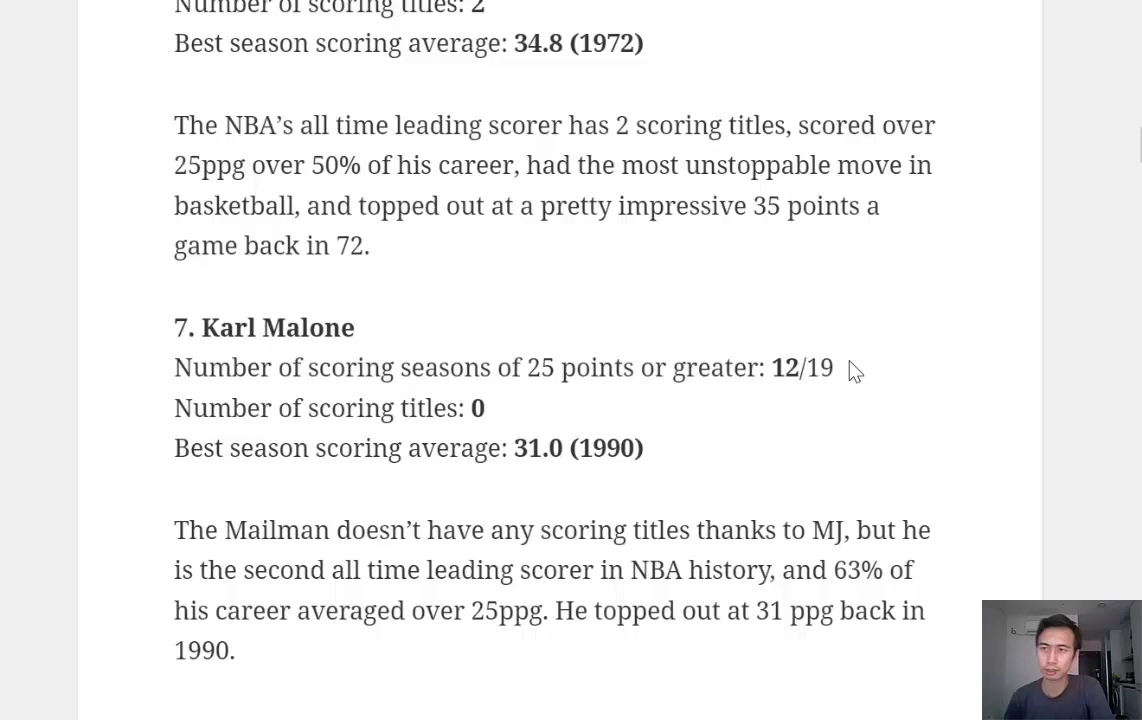 Number of scoring titles: 2
Best season scoring average: 34.8 (1972)
The NBA’s all time leading scorer has 2 scoring titles, scored over
25ppg over 50% of his career, had the most unstoppable move in
basketball, and topped out at a pretty impressive 35 points a
game back in 72.
7. Karl Malone
Number of scoring seasons of 25 points or greater: 12/19
Number of scoring titles: 0
Best season scoring average: 31.0 (1990)
The Mailman doesn’t have any scoring titles thanks to MJ, but he
is the second all time leading scorer in NBA history, and 63% of
his career averaged over 25ppg. He topped out at 31 ppg back in
1990.